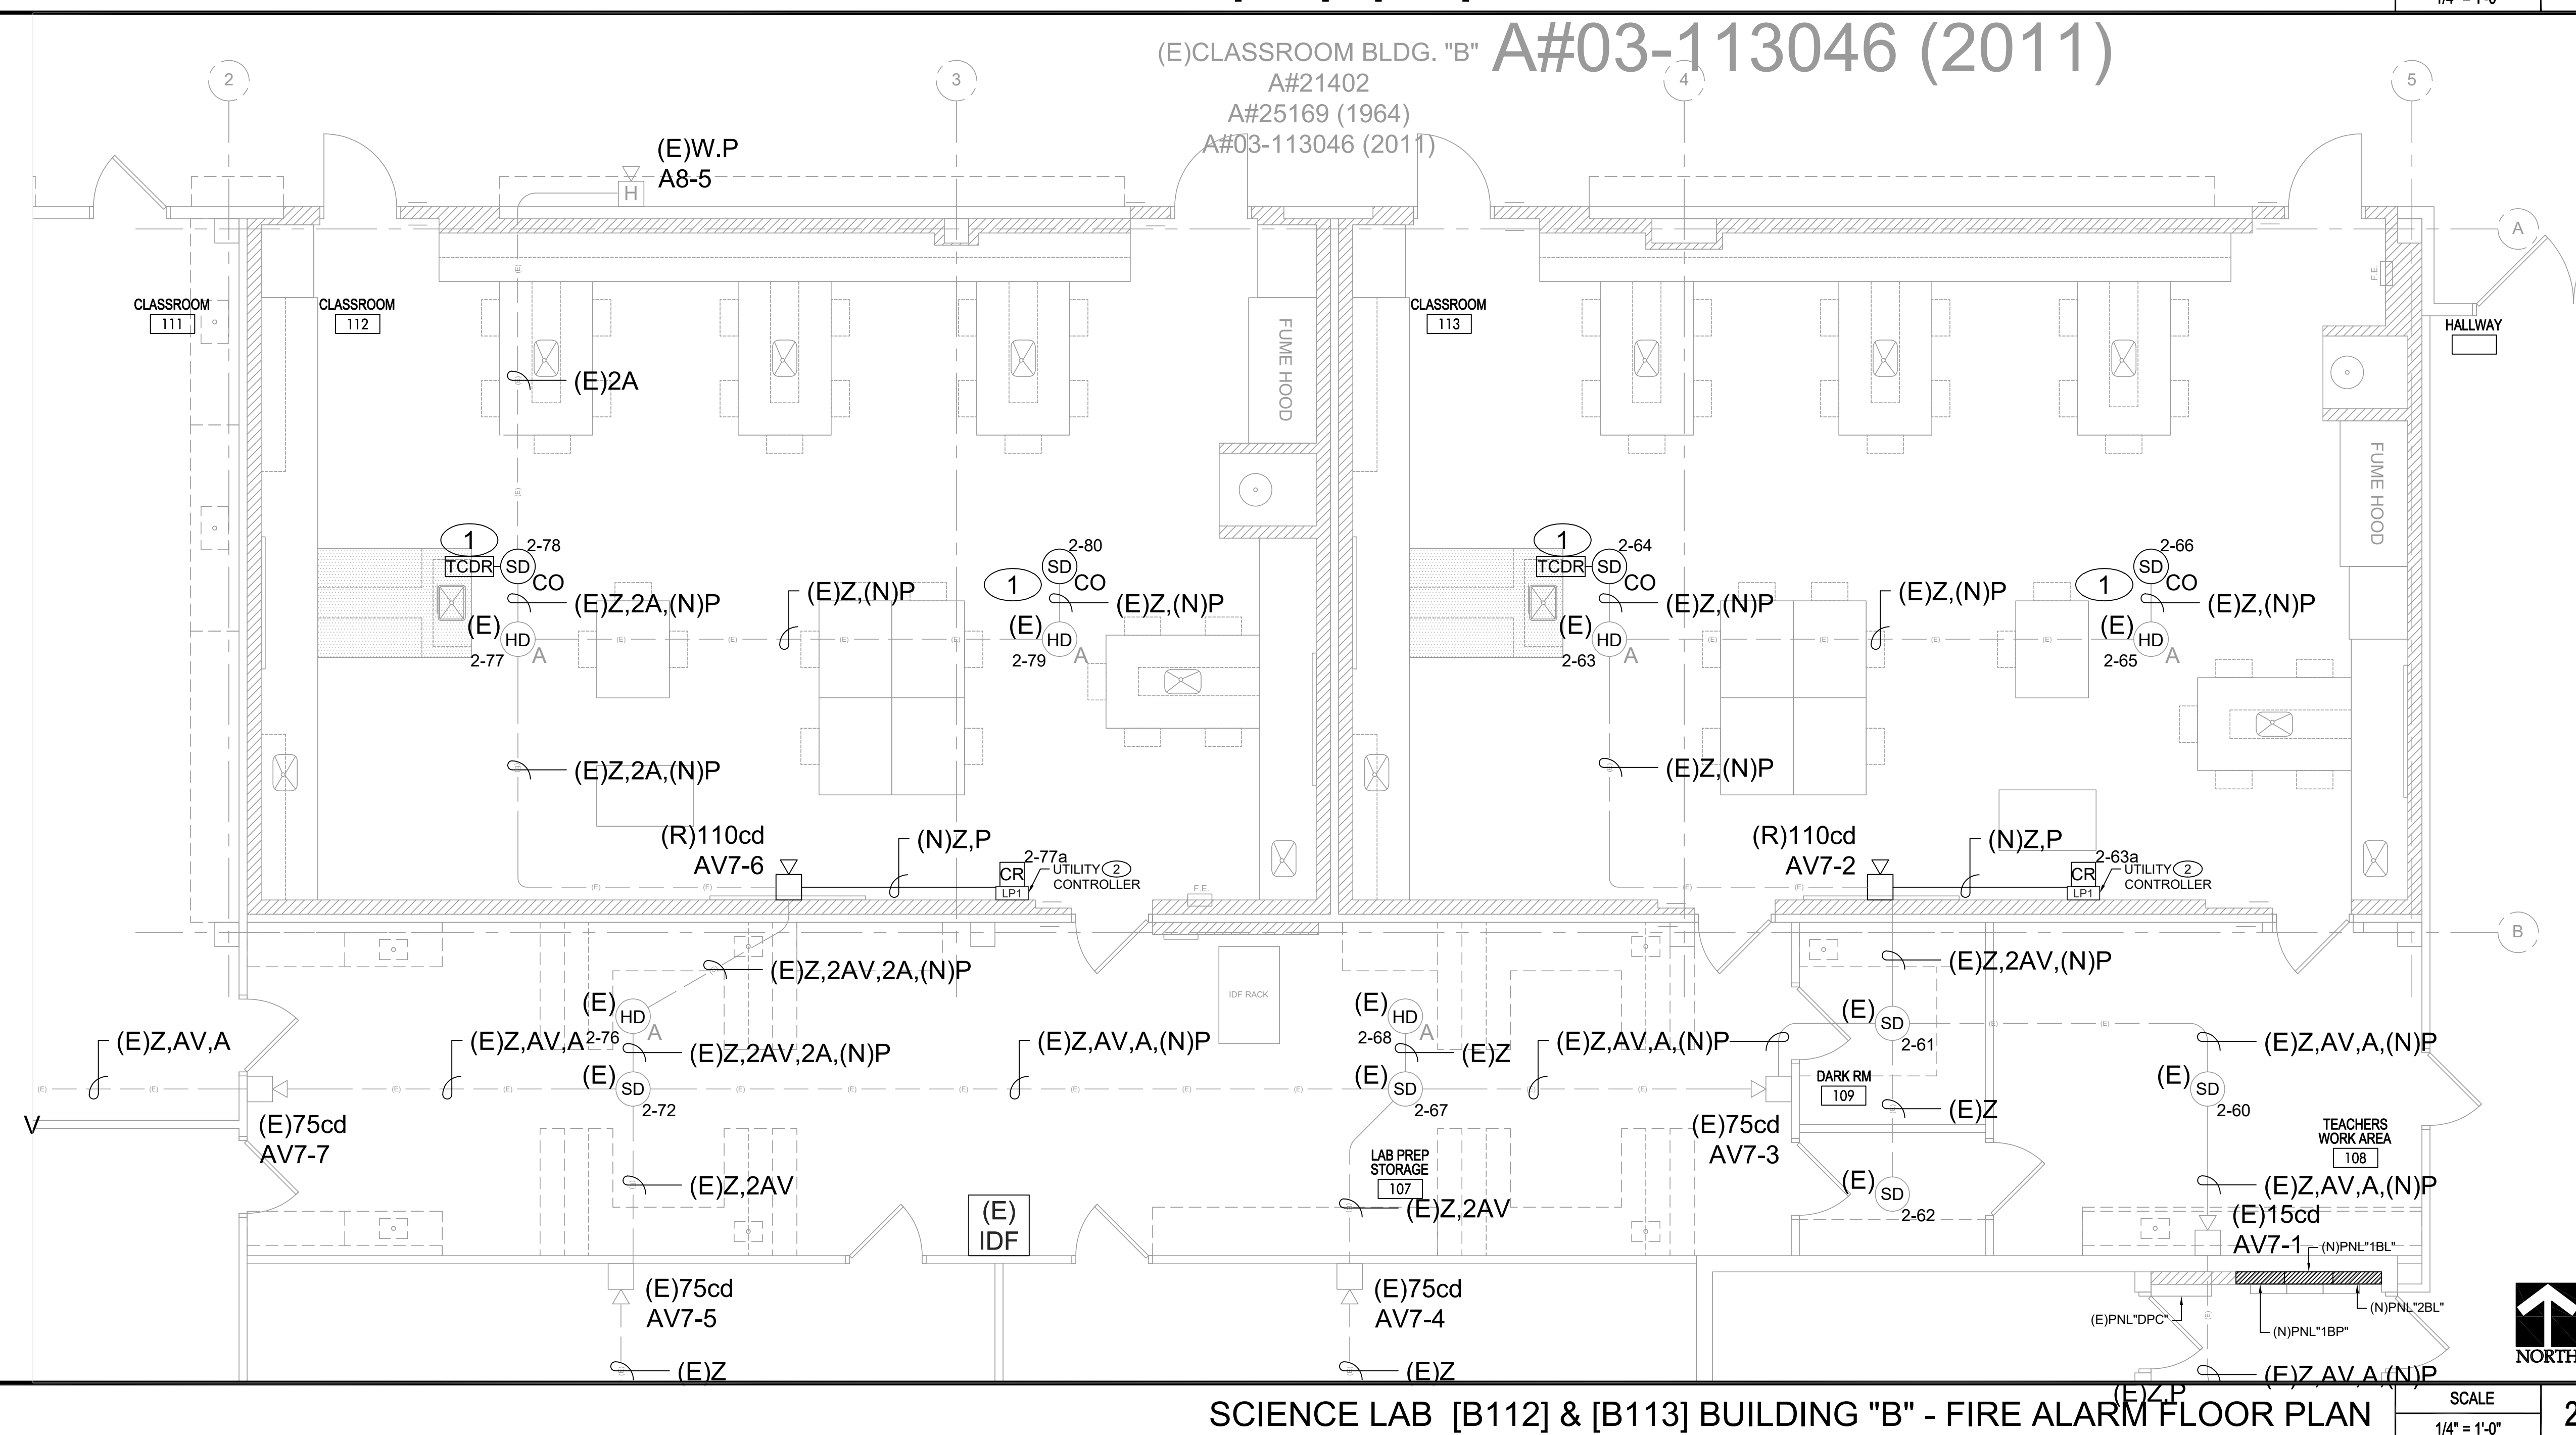 1/4" = 1'-0"
(E)CLASSROOM BLDG. "B" A#03-113046 (2011)
A#21402
A#25169 (1964)
A#03-113046 (2011)
2
3
4
5
(E)W.P
A8-5
H
A
CLASSROOM
111
CLASSROOM
112
CLASSROOM
113
HALLWAY
F.E.
FUME HOOD
FUME HOOD
(E)2A
1
TCDR
SD
2-78
CO
(E)Z,2A,(N)P
(E)
HD
A
2-77
(E)Z,(N)P
1
SD
2-80
CO
(E)Z,(N)P
(E)
HD
A
2-79
1
TCDR
SD
2-64
CO
(E)Z,(N)P
(E)
HD
A
2-63
(E)Z,(N)P
1
SD
2-66
CO
(E)Z,(N)P
(E)
HD
A
2-65
(E)Z,2A,(N)P
(E)Z,(N)P
(R)110cd
AV7-6
(N)Z,P
2-77a
CR
LP1
UTILITY 2
CONTROLLER
F.E.
(R)110cd
AV7-2
(N)Z,P
2-63a
CR
LP1
UTILITY 2
CONTROLLER
B
(E)Z,2AV,2A,(N)P
(E)Z,2AV,(N)P
IDF RACK
(E)
HD
A
2-76
(E)
HD
A
2-68
(E)
SD
2-61
(E)Z,AV,A
(E)Z,AV,A
(E)Z,2AV,2A,(N)P
(E)Z,AV,A,(N)P
(E)Z
(E)Z,AV,A,(N)P
(E)Z,AV,A,(N)P
(E)
SD
2-72
(E)
SD
2-67
DARK RM
109
(E)Z
(E)
SD
2-60
V
(E)75cd
AV7-7
(E)75cd
AV7-3
TEACHERS
WORK AREA
108
LAB PREP
STORAGE
107
(E)Z,2AV
(E)Z,2AV
(E)
SD
2-62
(E)Z,AV,A,(N)P
(E)
IDF
(E)15cd
AV7-1
(N)PNL"1BL"
(E)75cd
AV7-5
(E)75cd
AV7-4
(E)PNL"DPC"
(N)PNL"1BP"
(N)PNL"2BL"
NORTH
(E)Z
(E)Z
(E)Z,AV,A,(N)P
(E)Z,P
SCIENCE LAB [B112] & [B113] BUILDING "B" - FIRE ALARM FLOOR PLAN
SCALE
1/4" = 1'-0"
2